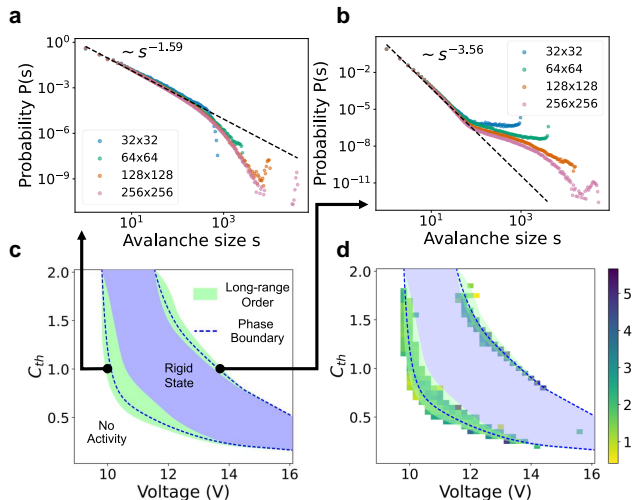 a
b
10^0
10^-3
10^-6
10^-9
Probability P(s)
~ s^-1.59
32x32
64x64
128x128
256x256
10^1
10^3
Avalanche size s
10^-2
10^-5
10^-8
10^-11
Probability P(s)
~ s^-3.56
32x32
64x64
128x128
256x256
10^1
10^3
Avalanche size s
c
d
2.0
1.5
1.0
0.5
C_th
Long-range
Order
Phase
Boundary
Rigid
State
No
Activity
10
12
14
16
Voltage (V)
2.0
1.5
1.0
0.5
C_th
10
12
14
16
Voltage (V)
5
4
3
2
1